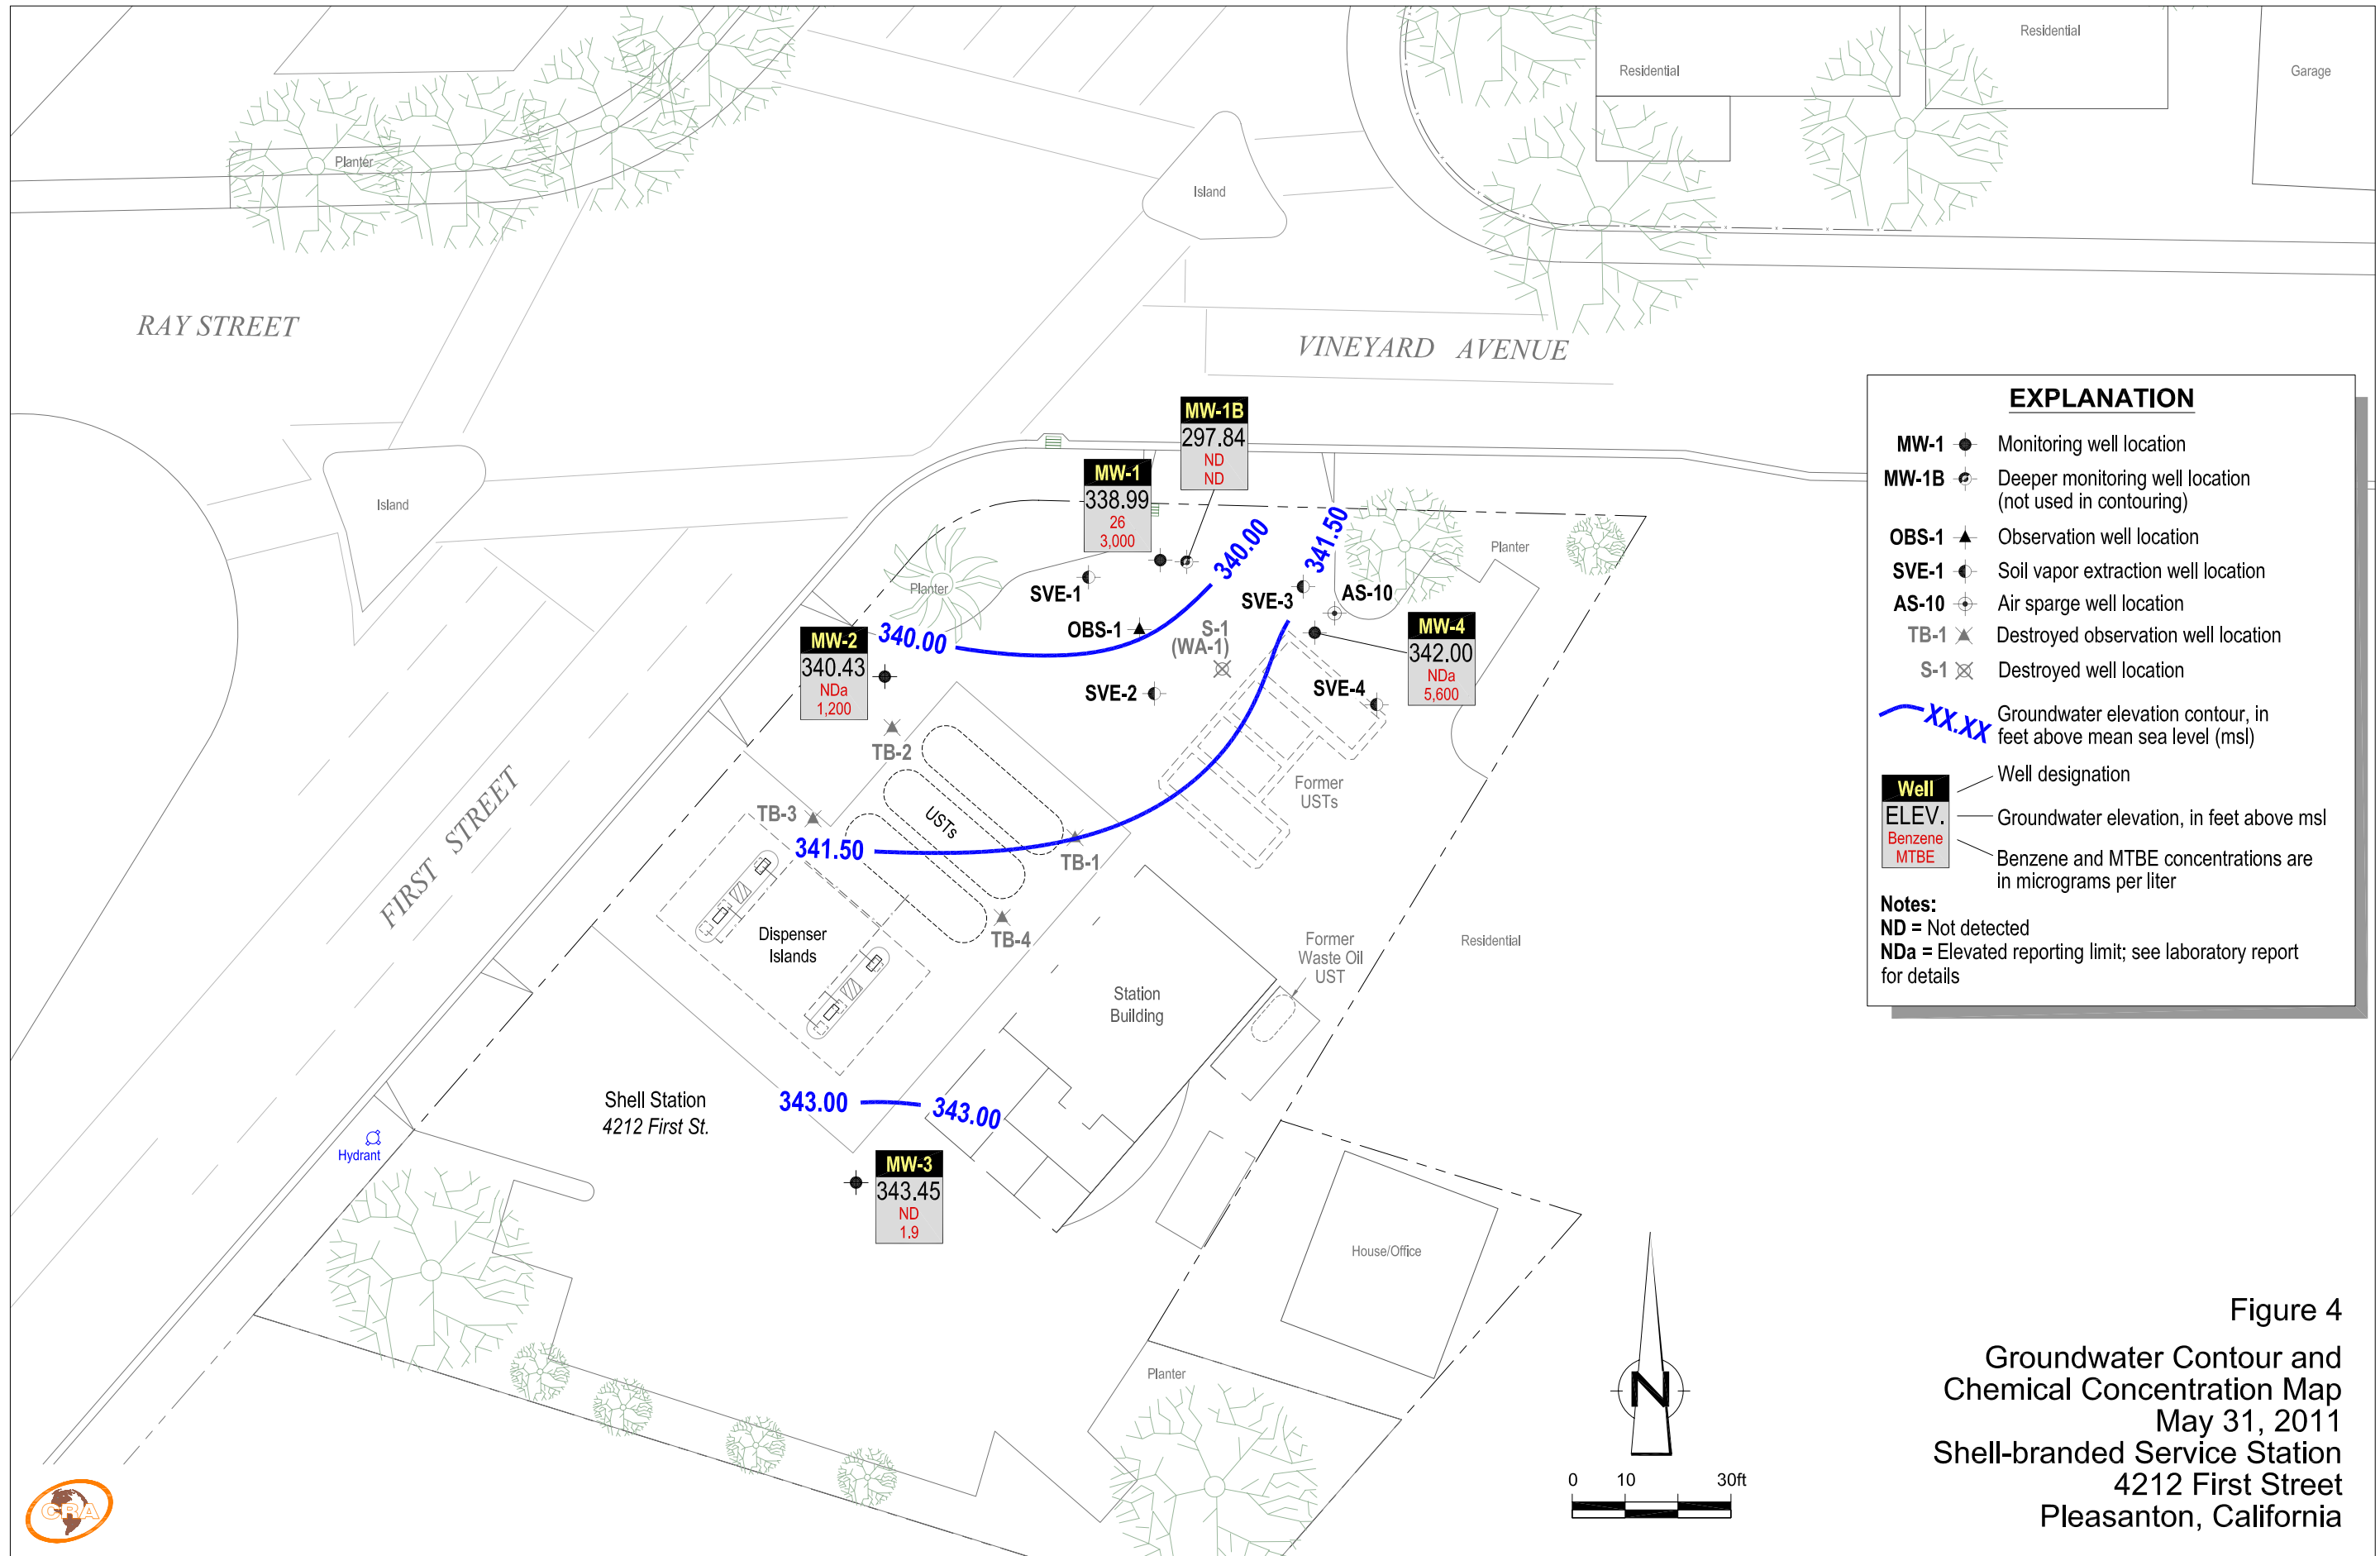 Residential
Residential
Garage
Planter
Island
RAY STREET
VINEYARD AVENUE
Island
MW-1B
297.84
ND
ND
MW-1
338.99
26
3,000
340.00
341.50
Planter
Planter
SVE-1
SVE-3
AS-10
OBS-1
S-1
(WA-1)
MW-2
340.43
NDa
1,200
340.00
MW-4
342.00
NDa
5,600
SVE-2
SVE-4
TB-2
Former
USTs
TB-3
USTs
341.50
TB-1
FIRST STREET
Dispenser
Islands
TB-4
Former
Waste Oil
UST
Residential
Station
Building
Shell Station
4212 First St.
343.00
343.00
Hydrant
MW-3
343.45
ND
1.9
House/Office
Planter
EXPLANATION
MW-1 Monitoring well location
MW-1B Deeper monitoring well location
(not used in contouring)
OBS-1 Observation well location
SVE-1 Soil vapor extraction well location
AS-10 Air sparge well location
TB-1 Destroyed observation well location
S-1 Destroyed well location
XX.XX Groundwater elevation contour, in
feet above mean sea level (msl)
Well Well designation
ELEV. Groundwater elevation, in feet above msl
Benzene
MTBE
Benzene and MTBE concentrations are
in micrograms per liter
Notes:
ND = Not detected
NDa = Elevated reporting limit; see laboratory report
for details
N
0 10 30ft
Figure 4
Groundwater Contour and
Chemical Concentration Map
May 31, 2011
Shell-branded Service Station
4212 First Street
Pleasanton, California
CRA